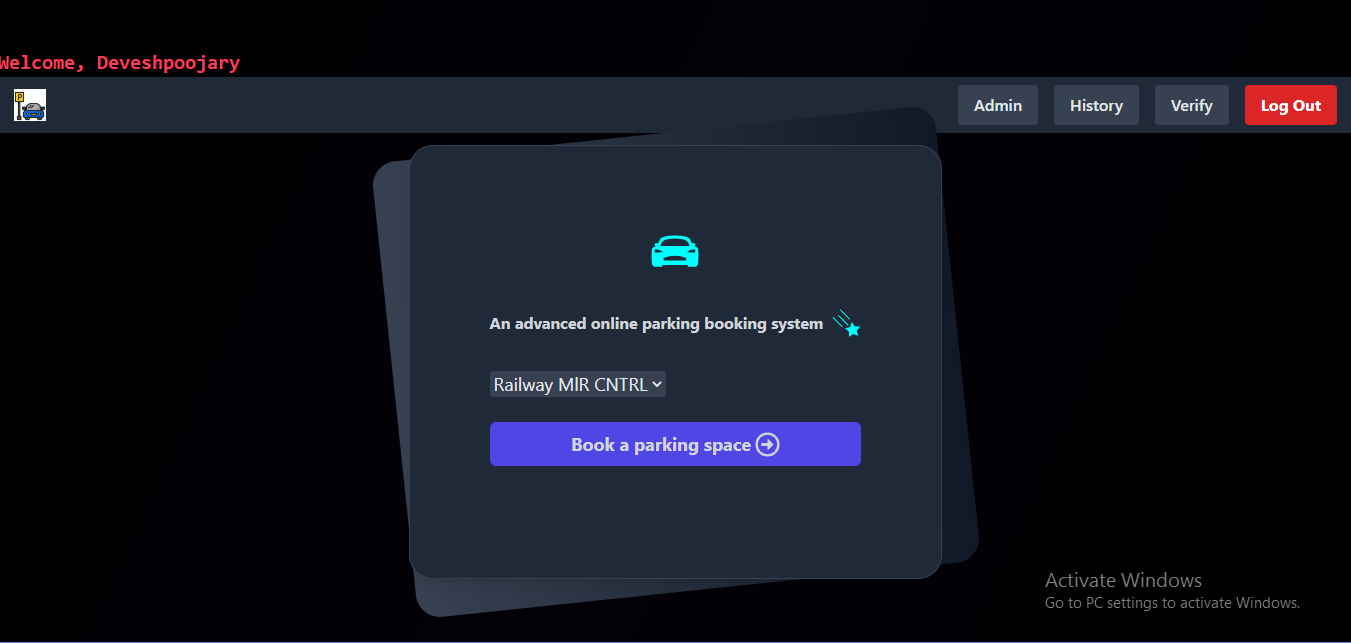 Welcome, Deveshpoojary
P
Admin History Verify Log Out
An advanced online parking booking system
Railway MlR CNTRL
Book a parking space
Activate Windows
Go to PC settings to activate Windows.